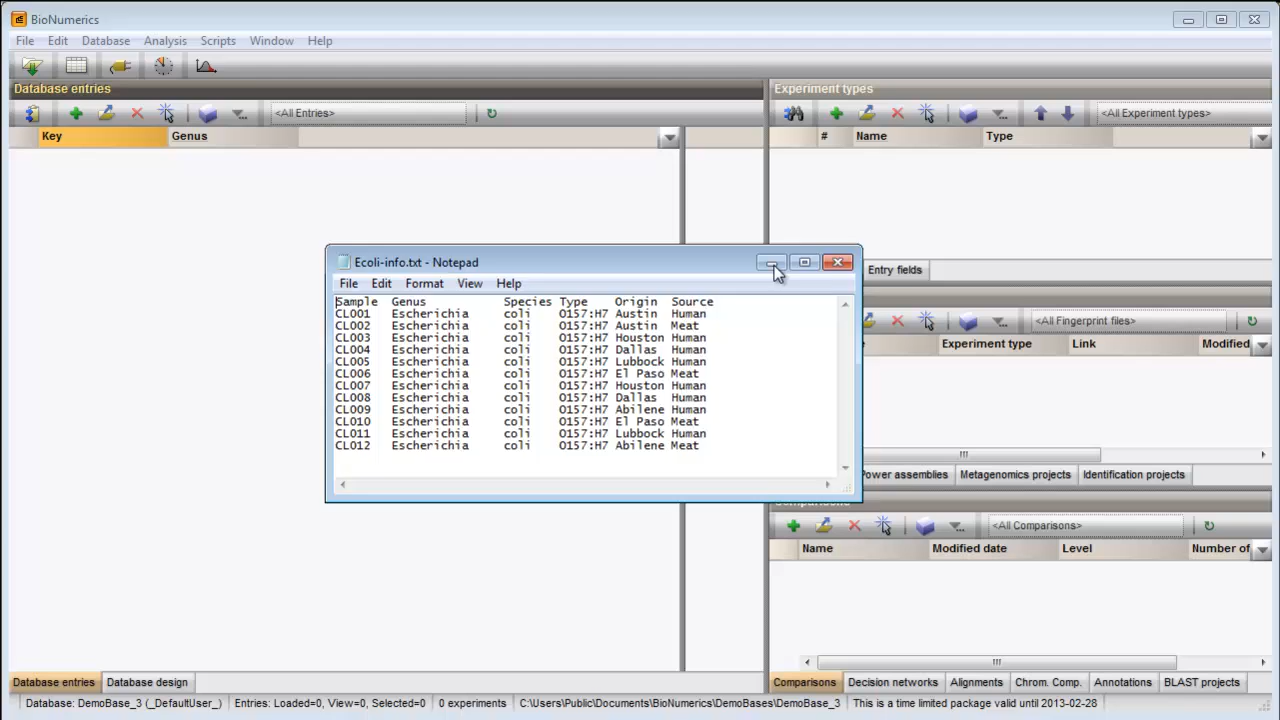 BioNumerics
File Edit Database Analysis Scripts Window Help
Database entries
<All Entries>
Key Genus
Experiment types
<All Experiment types>
# Name Type
Entry fields
<All Fingerprint files>
Experiment type Link Modified
Power assemblies Metagenomics projects Identification projects
<All Comparisons>
Name Modified date Level Number of
Ecoli-info.txt - Notepad
File Edit Format View Help
Sample Genus Species Type Origin Source
CL001 Escherichia coli O157:H7 Austin Human
CL002 Escherichia coli O157:H7 Austin Meat
CL003 Escherichia coli O157:H7 Houston Human
CL004 Escherichia coli O157:H7 Dallas Human
CL005 Escherichia coli O157:H7 Lubbock Human
CL006 Escherichia coli O157:H7 El Paso Meat
CL007 Escherichia coli O157:H7 Houston Human
CL008 Escherichia coli O157:H7 Dallas Human
CL009 Escherichia coli O157:H7 Abilene Human
CL010 Escherichia coli O157:H7 El Paso Meat
CL011 Escherichia coli O157:H7 Lubbock Human
CL012 Escherichia coli O157:H7 Abilene Meat
Database entries Database design
Comparisons Decision networks Alignments Chrom. Comp. Annotations BLAST projects
Database: DemoBase_3 (_DefaultUser_) Entries: Loaded=0, View=0, Selected=0 0 experiments C:\Users\Public\Documents\BioNumerics\DemoBases\DemoBase_3 This is a time limited package valid until 2013-02-28